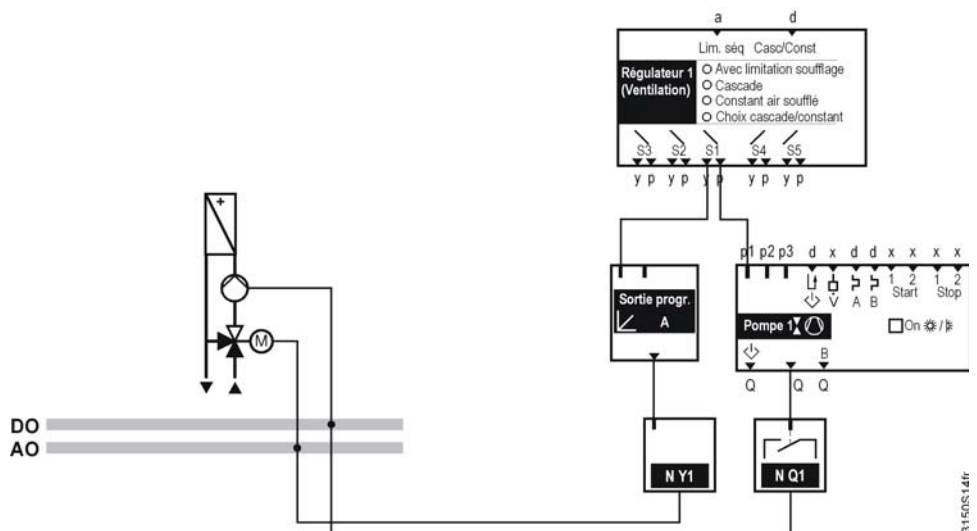 a d
Lim. séq Casc/Const
Régulateur 1
(Ventilation)
Avec limitation soufflage
Cascade
Constant air soufflé
Choix cascade/constant
S3 S2 S1 S4 S5
y p y p y p y p y p
+
M
p1 p2 p3 d x d d x x x x
V A B
1 2 1 2
Start Stop
Sortie progr.
A
Pompe 1
On
B
Q Q Q
DO
AO
N Y1
N Q1
3150S14fr